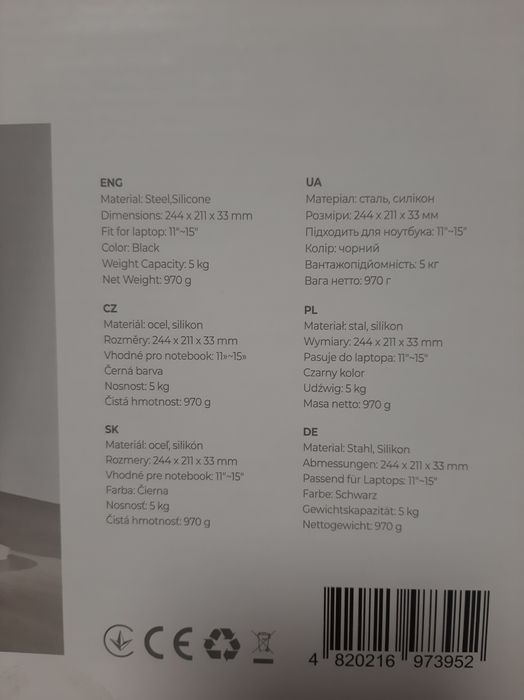 ENG
Material: Steel,Silicone
Dimensions: 244 x 211 x 33 mm
Fit for laptop: 11"~15"
Color: Black
Weight Capacity: 5 kg
Net Weight: 970 g
UA
Матеріал: сталь, силікон
Розміри: 244 x 211 x 33 мм
Підходить для ноутбука: 11"~15"
Колір: чорний
Вантажопідйомність: 5 кг
Вага нетто: 970 г
CZ
Materiál: ocel, silikon
Rozměry: 244 x 211 x 33 mm
Vhodné pro notebook: 11»~15»
Černá barva
Nosnost: 5 kg
Čistá hmotnost: 970 g
PL
Materiał: stal, silikon
Wymiary: 244 x 211 x 33 mm
Pasuje do laptopa: 11"~15"
Czarny kolor
Udźwig: 5 kg
Masa netto: 970 g
SK
Materiál: oceľ, silikón
Rozmery: 244 x 211 x 33 mm
Vhodné pre notebook: 11"~15"
Farba: Čierna
Nosnosť: 5 kg
Čistá hmotnosť: 970 g
DE
Material: Stahl, Silikon
Abmessungen: 244 x 211 x 33 mm
Passend für Laptops: 11"~15"
Farbe: Schwarz
Gewichtskapazität: 5 kg
Nettogewicht: 970 g
CE
4 820216 973952